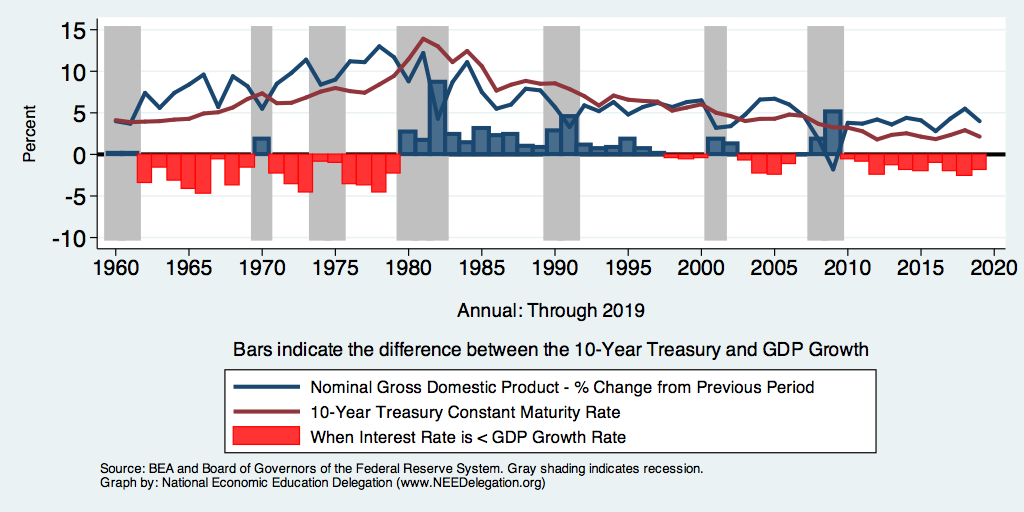 Percent
15
10
5
0
-5
-10
1960 1965 1970 1975 1980 1985 1990 1995 2000 2005 2010 2015 2020
Annual: Through 2019
Bars indicate the difference between the 10-Year Treasury and GDP Growth
Nominal Gross Domestic Product - % Change from Previous Period
10-Year Treasury Constant Maturity Rate
When Interest Rate is < GDP Growth Rate
Source: BEA and Board of Governors of the Federal Reserve System. Gray shading indicates recession.
Graph by: National Economic Education Delegation (www.NEEDelegation.org)